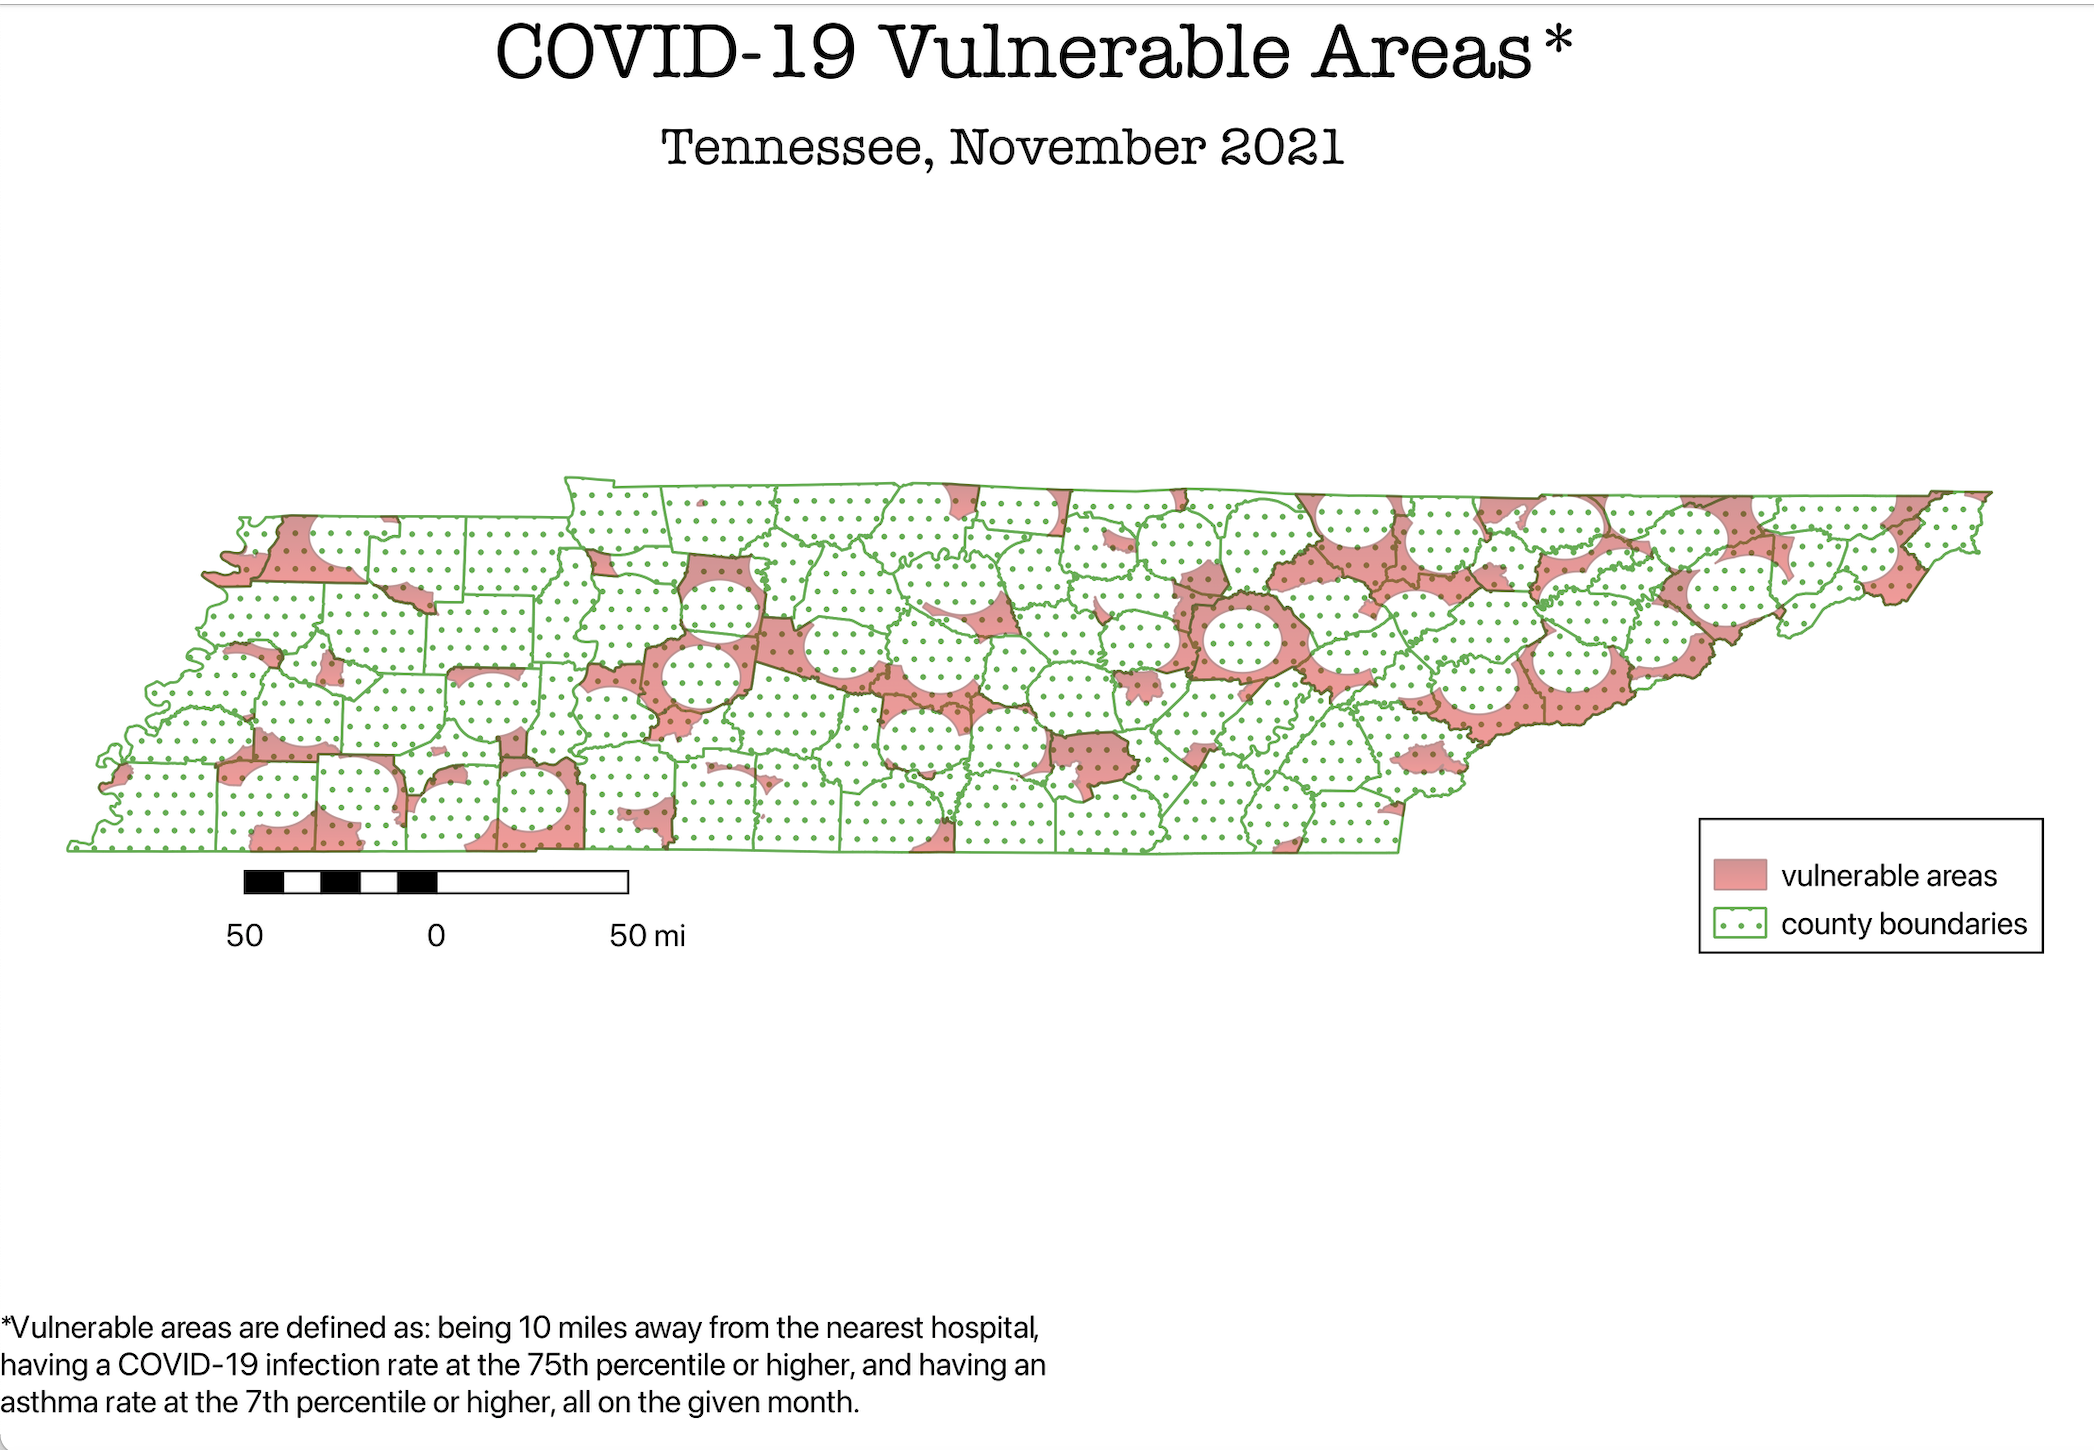 COVID-19 Vulnerable Areas*
Tennessee, November 2021
vulnerable areas
county boundaries
50 0 50 mi
*Vulnerable areas are defined as: being 10 miles away from the nearest hospital,
having a COVID-19 infection rate at the 75th percentile or higher, and having an
asthma rate at the 7th percentile or higher, all on the given month.